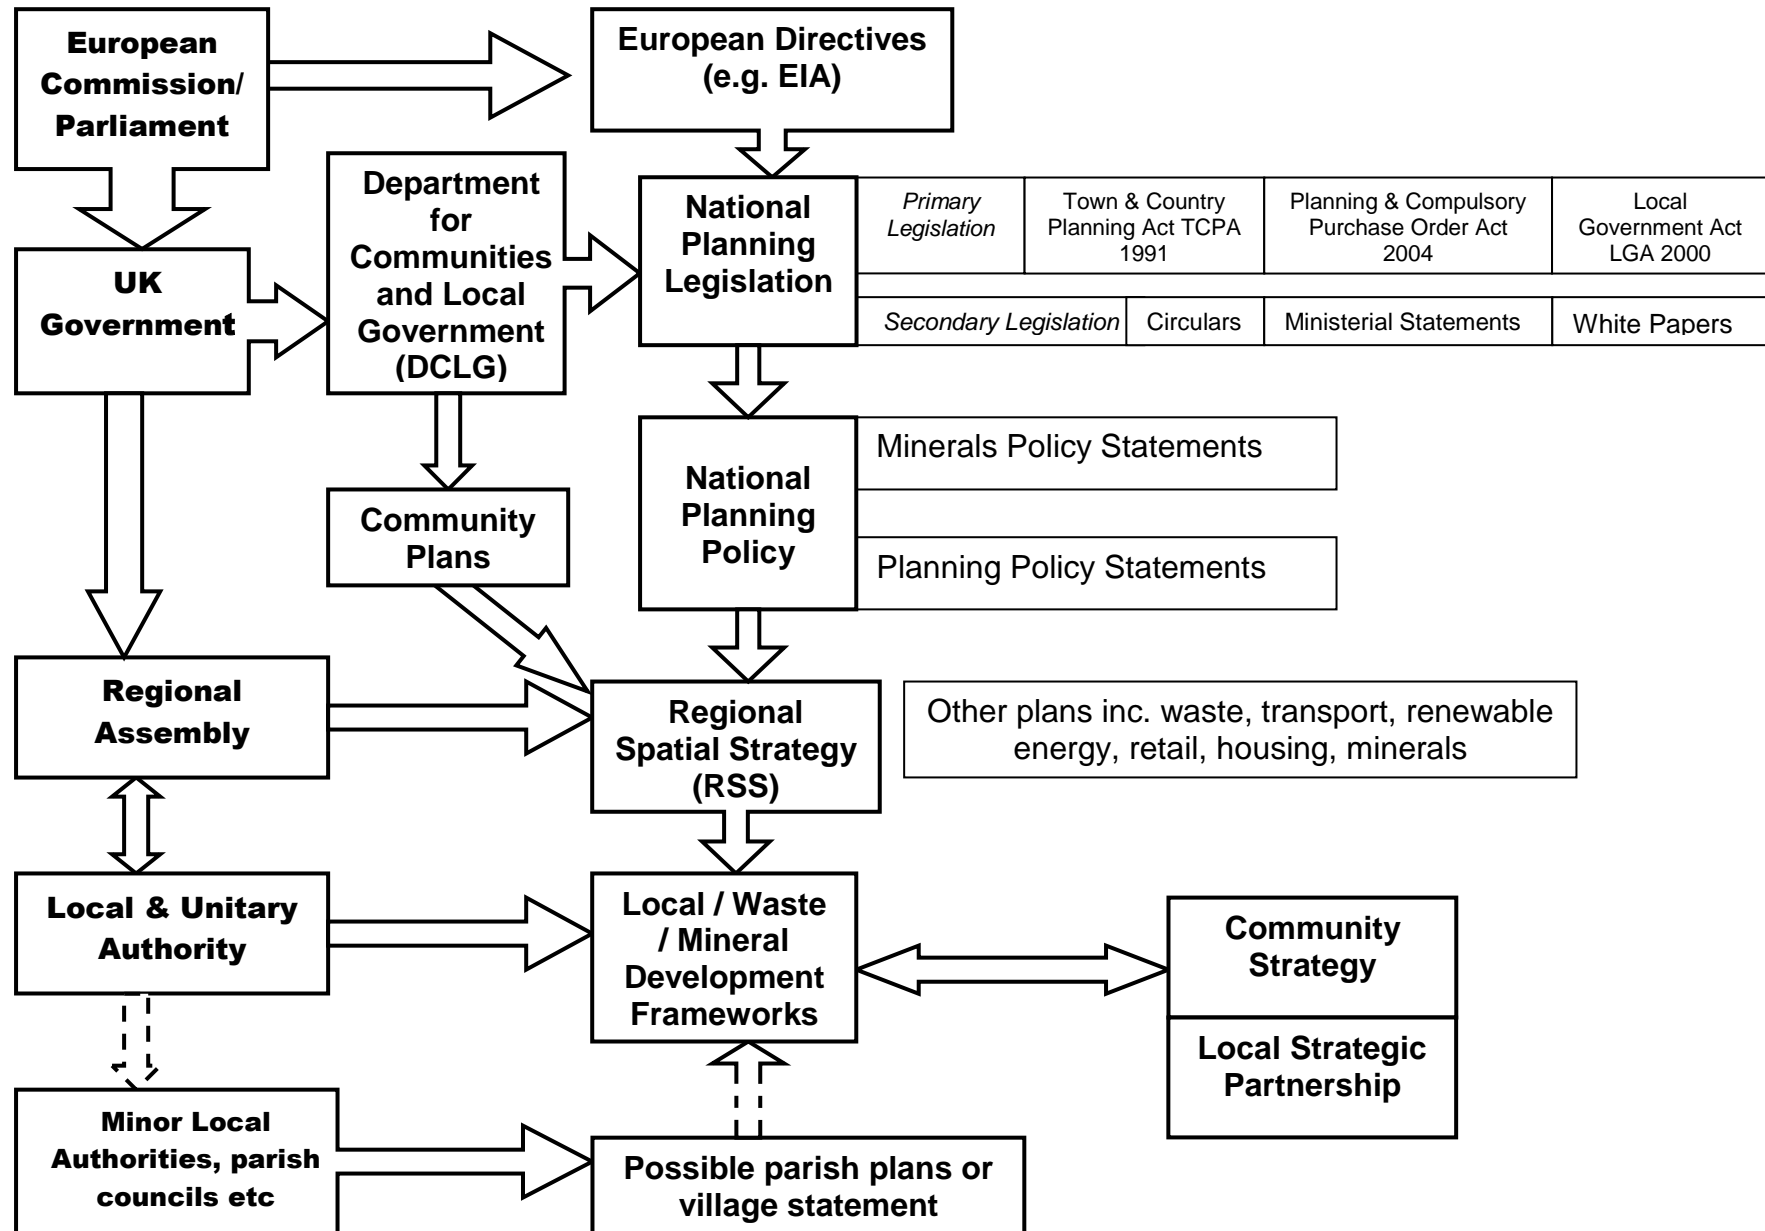 European
Commission/
Parliament
European Directives
(e.g. EIA)
Department
for
Communities
and Local
Government
(DCLG)
National
Planning
Legislation
Primary
Legislation
Town & Country
Planning Act TCPA
1991
Planning & Compulsory
Purchase Order Act
2004
Local
Government Act
LGA 2000
Secondary Legislation
Circulars
Ministerial Statements
White Papers
UK
Government
National
Planning
Policy
Minerals Policy Statements
Planning Policy Statements
Community
Plans
Regional
Assembly
Regional
Spatial Strategy
(RSS)
Other plans inc. waste, transport, renewable
energy, retail, housing, minerals
Local & Unitary
Authority
Local / Waste
/ Mineral
Development
Frameworks
Community
Strategy
Local Strategic
Partnership
Minor Local
Authorities, parish
councils etc
Possible parish plans or
village statement